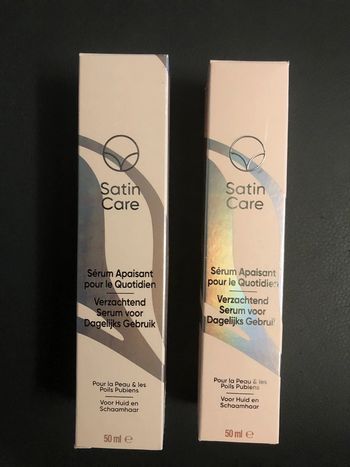 Satin
Care
Sérum Apaisant
pour le Quotidien
Verzachtend
Serum voor
Dagelijks Gebruik
Pour la Peau & les
Poils Pubiens
Voor Huid en
Schaamhaar
50 ml ℮
Satin
Care
Sérum Apaisant
pour le Quotidien
Verzachtend
Serum voor
Dagelijks Gebruik
Pour la Peau & les
Poils Pubiens
Voor Huid en
Schaamhaar
50 ml ℮